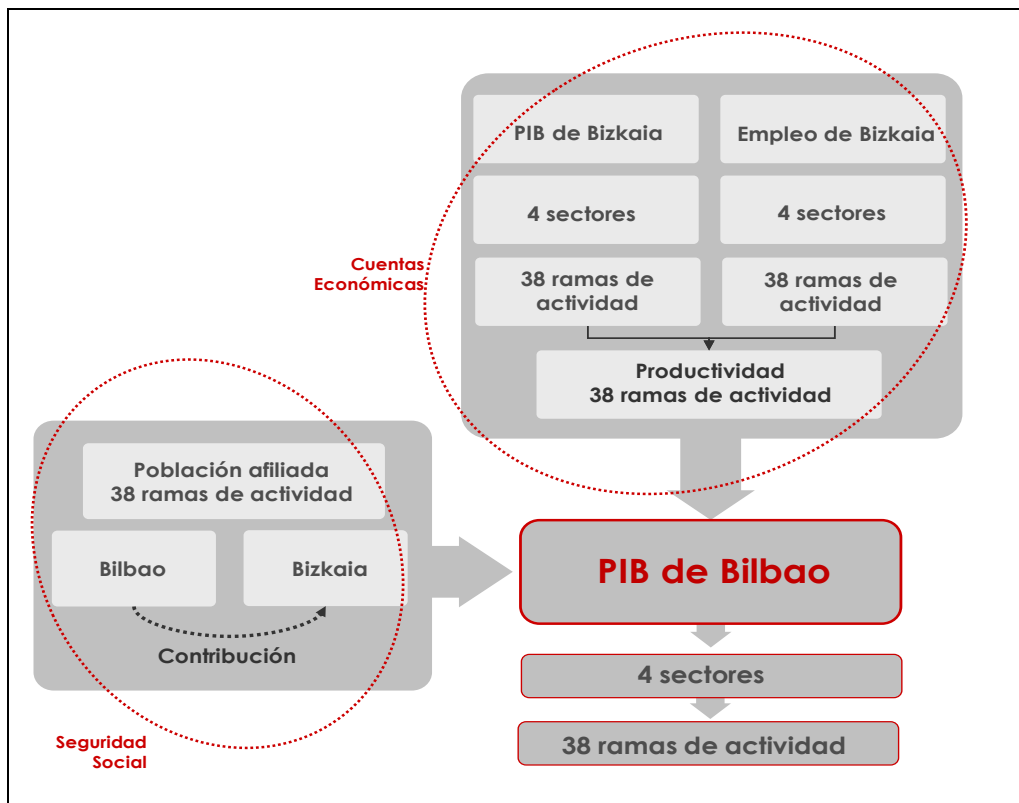 PIB de Bizkaia
Empleo de Bizkaia
4 sectores
4 sectores
38 ramas de
actividad
38 ramas de
actividad
Productividad
38 ramas de actividad
Cuentas
Económicas
Población afiliada
38 ramas de actividad
Bilbao
Bizkaia
Contribución
Seguridad
Social
PIB de Bilbao
4 sectores
38 ramas de actividad